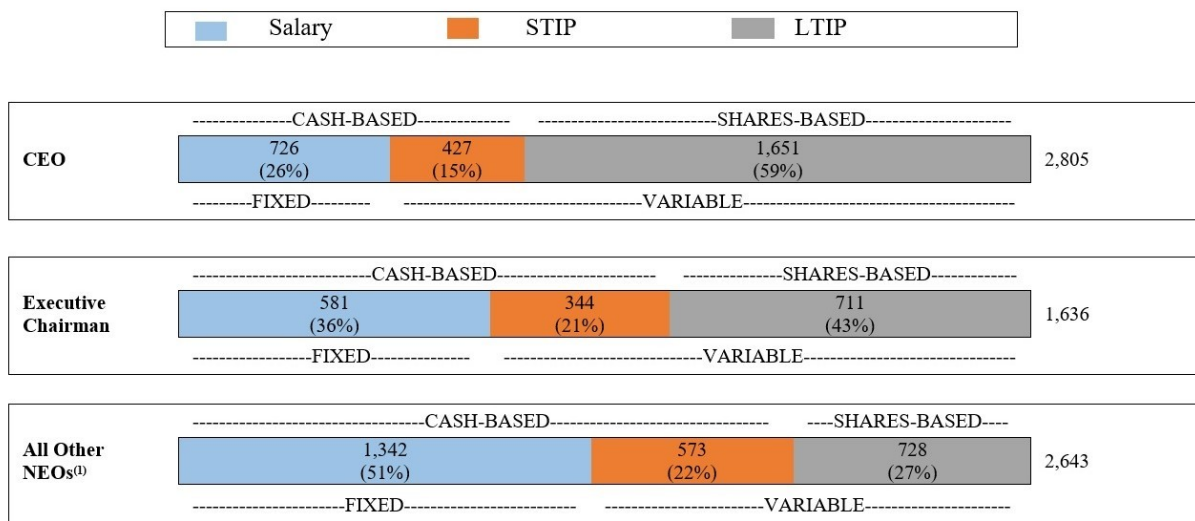 Salary STIP LTIP
---------------CASH-BASED-------------- ---------------------------SHARES-BASED----------------------
CEO
726 427 1,651 2,805
(26%) (15%) (59%)
---------FIXED--------- ------------------------------------VARIABLE-----------------------------------------
---------------------------CASH-BASED------------------------ ---------------SHARES-BASED-------------
Executive
Chairman
581 344 711 1,636
(36%) (21%) (43%)
------------------FIXED------------------- ------------------------------VARIABLE--------------------------------
-----------------------------------CASH-BASED--------------------------------- ----SHARES-BASED----
All Other
NEOs⁽¹⁾
1,342 573 728 2,643
(51%) (22%) (27%)
-----------------------FIXED------------------------------ ------------------------VARIABLE-------------------------